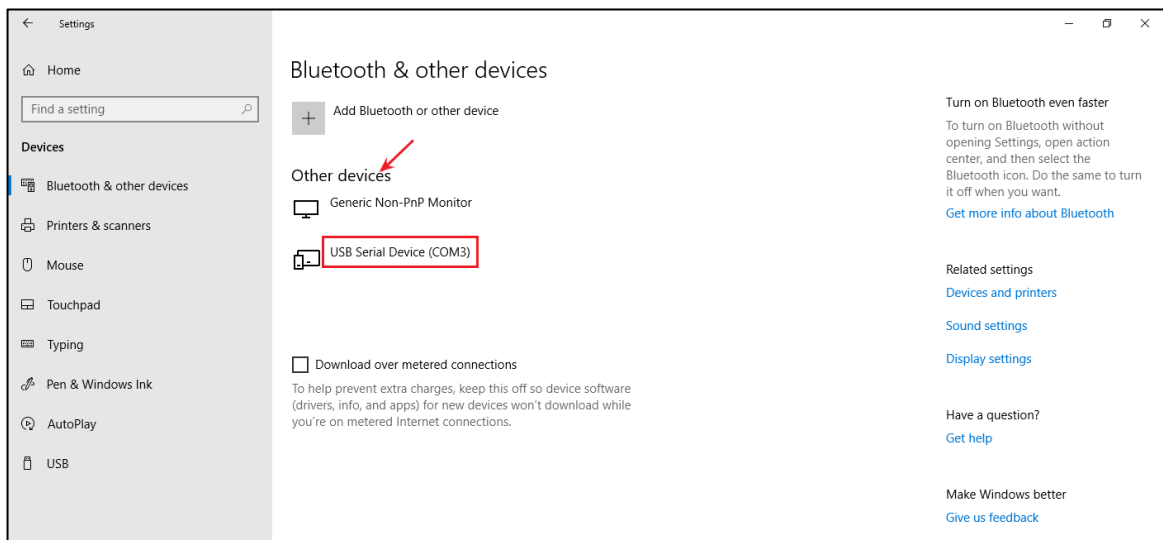 Settings
Home
Find a setting
Devices
Bluetooth & other devices
Printers & scanners
Mouse
Touchpad
Typing
Pen & Windows Ink
AutoPlay
USB
Bluetooth & other devices
Add Bluetooth or other device
Other devices
Generic Non-PnP Monitor
USB Serial Device (COM3)
Download over metered connections
To help prevent extra charges, keep this off so device software
(drivers, info, and apps) for new devices won't download while
you're on metered Internet connections.
Turn on Bluetooth even faster
To turn on Bluetooth without
opening Settings, open action
center, and then select the
Bluetooth icon. Do the same to turn
it off when you want.
Get more info about Bluetooth
Related settings
Devices and printers
Sound settings
Display settings
Have a question?
Get help
Make Windows better
Give us feedback